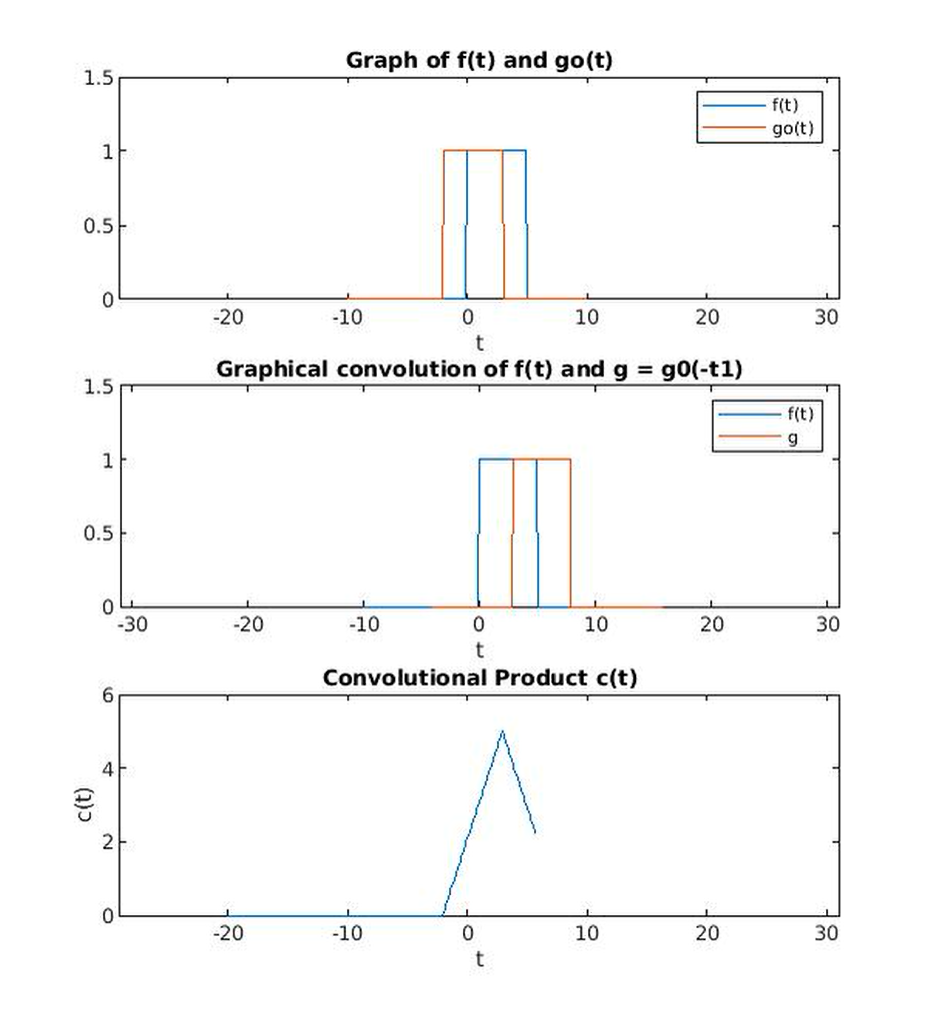 Graph of f(t) and go(t)
1.5
1
0.5
0
f(t)
go(t)
-20 -10 0 10 20 30
t
Graphical convolution of f(t) and g = g0(-t1)
1.5
1
0.5
0
f(t)
g
-30 -20 -10 0 10 20 30
t
Convolutional Product c(t)
6
4
2
0
c(t)
-20 -10 0 10 20 30
t